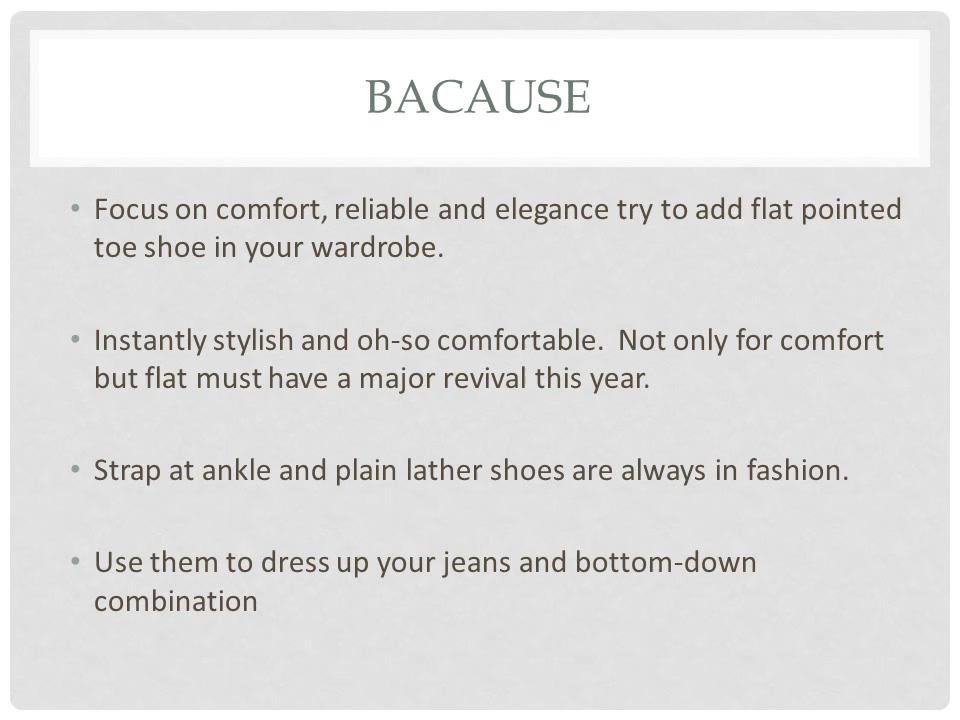 BACAUSE
• Focus on comfort, reliable and elegance try to add flat pointed
toe shoe in your wardrobe.
• Instantly stylish and oh-so comfortable.  Not only for comfort
but flat must have a major revival this year.
• Strap at ankle and plain lather shoes are always in fashion.
• Use them to dress up your jeans and bottom-down
combination